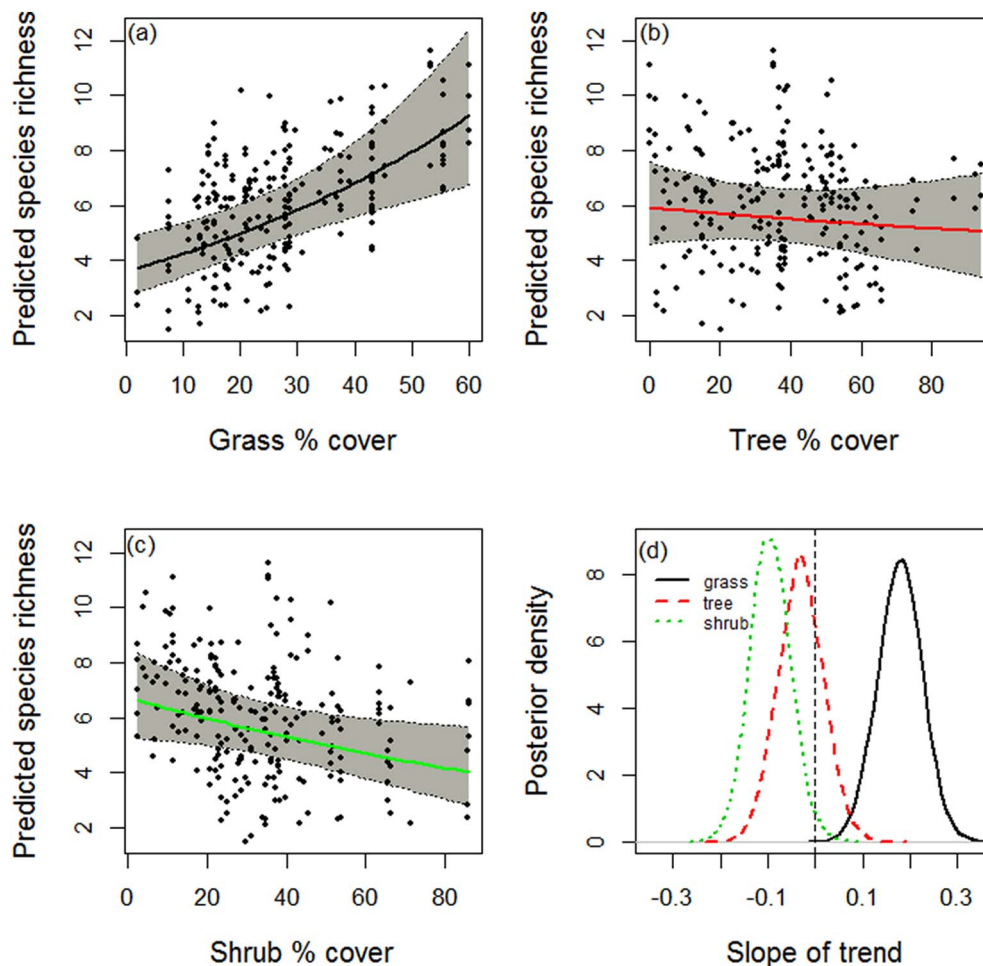 (a)
Predicted species richness
12
10
8
6
4
2
0 10 20 30 40 50 60
Grass % cover
(b)
Predicted species richness
12
10
8
6
4
2
0 20 40 60 80
Tree % cover
(c)
Predicted species richness
12
10
8
6
4
2
0 20 40 60 80
Shrub % cover
(d)
Posterior density
8
6
4
2
0
grass
tree
shrub
-0.3 -0.1 0.1 0.3
Slope of trend